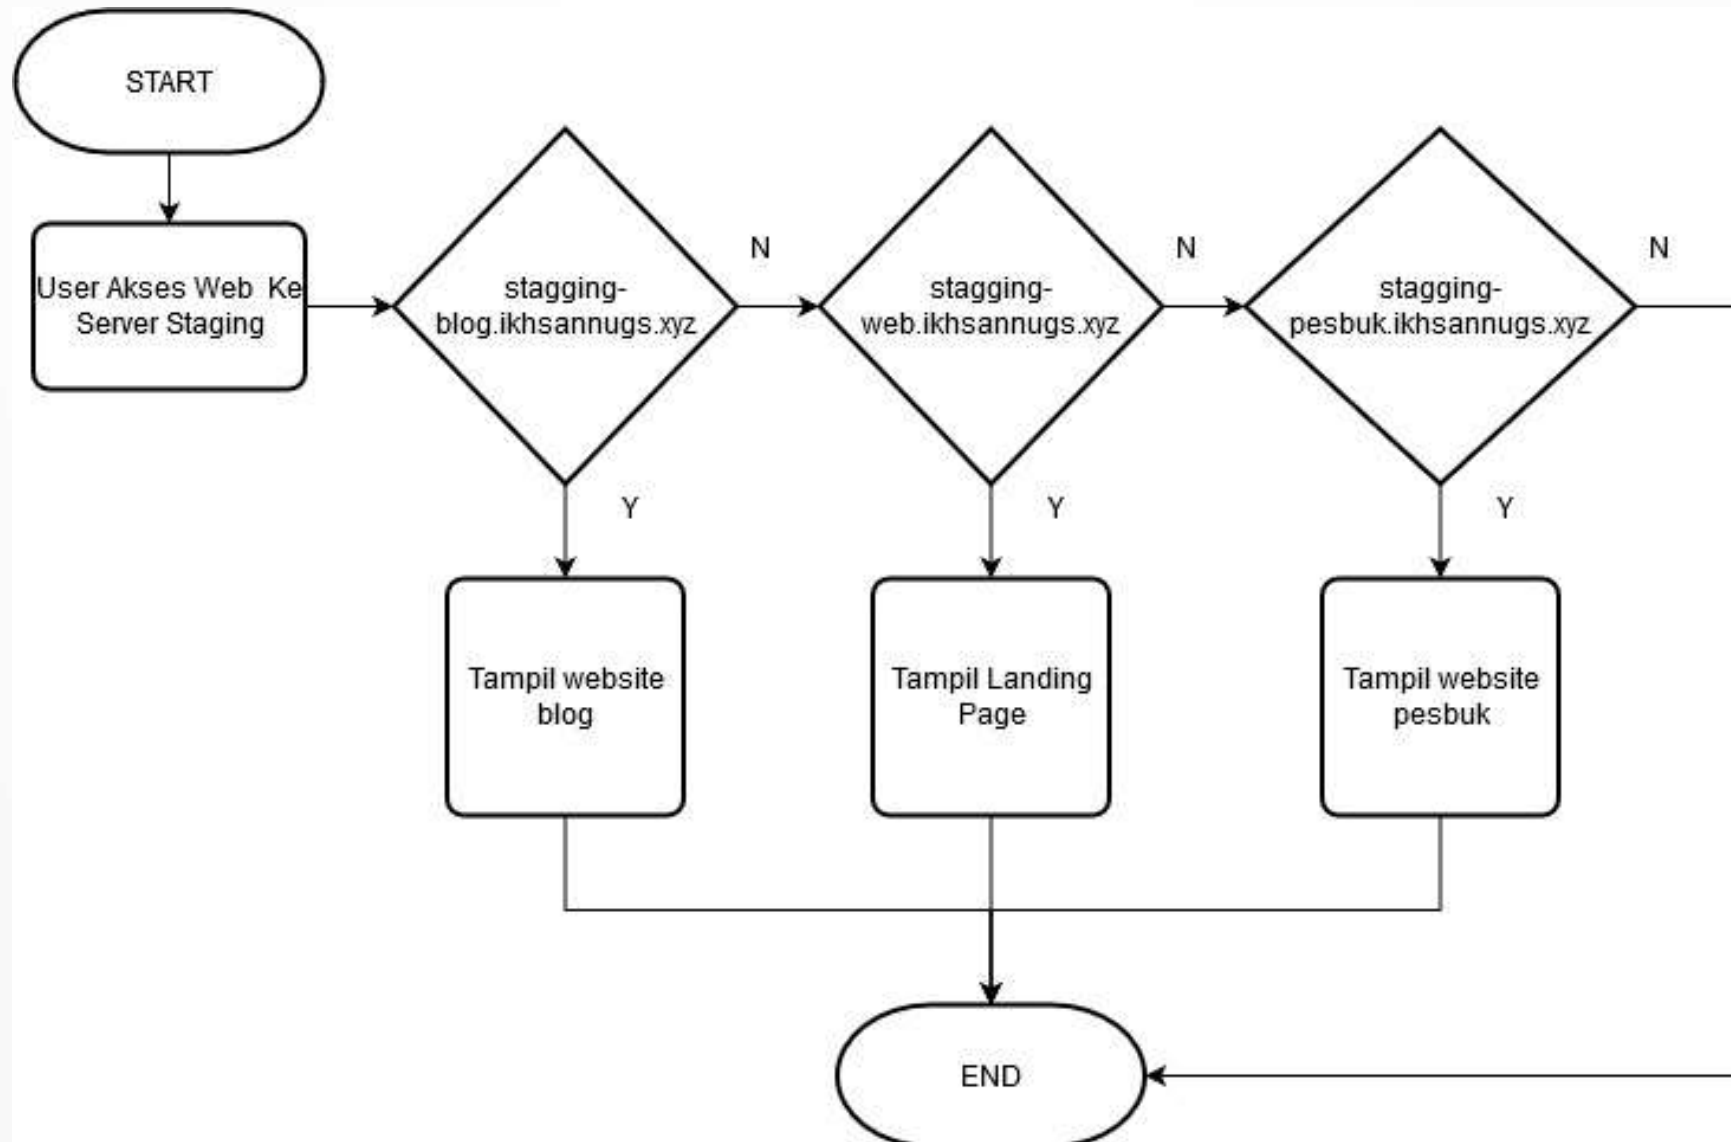 START
User Akses Web Ke
Server Staging
stagging-
blog.ikhsannugs.xyz
N
stagging-
web.ikhsannugs.xyz
N
stagging-
pesbuk.ikhsannugs.xyz
N
Y
Y
Y
Tampil website
blog
Tampil Landing
Page
Tampil website
pesbuk
END